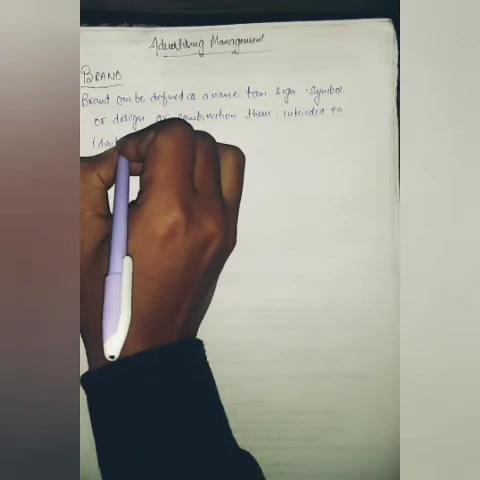 Advertising Management
BRAND
Brand can be defined as a name term sign symbol
or design or combination them intended to